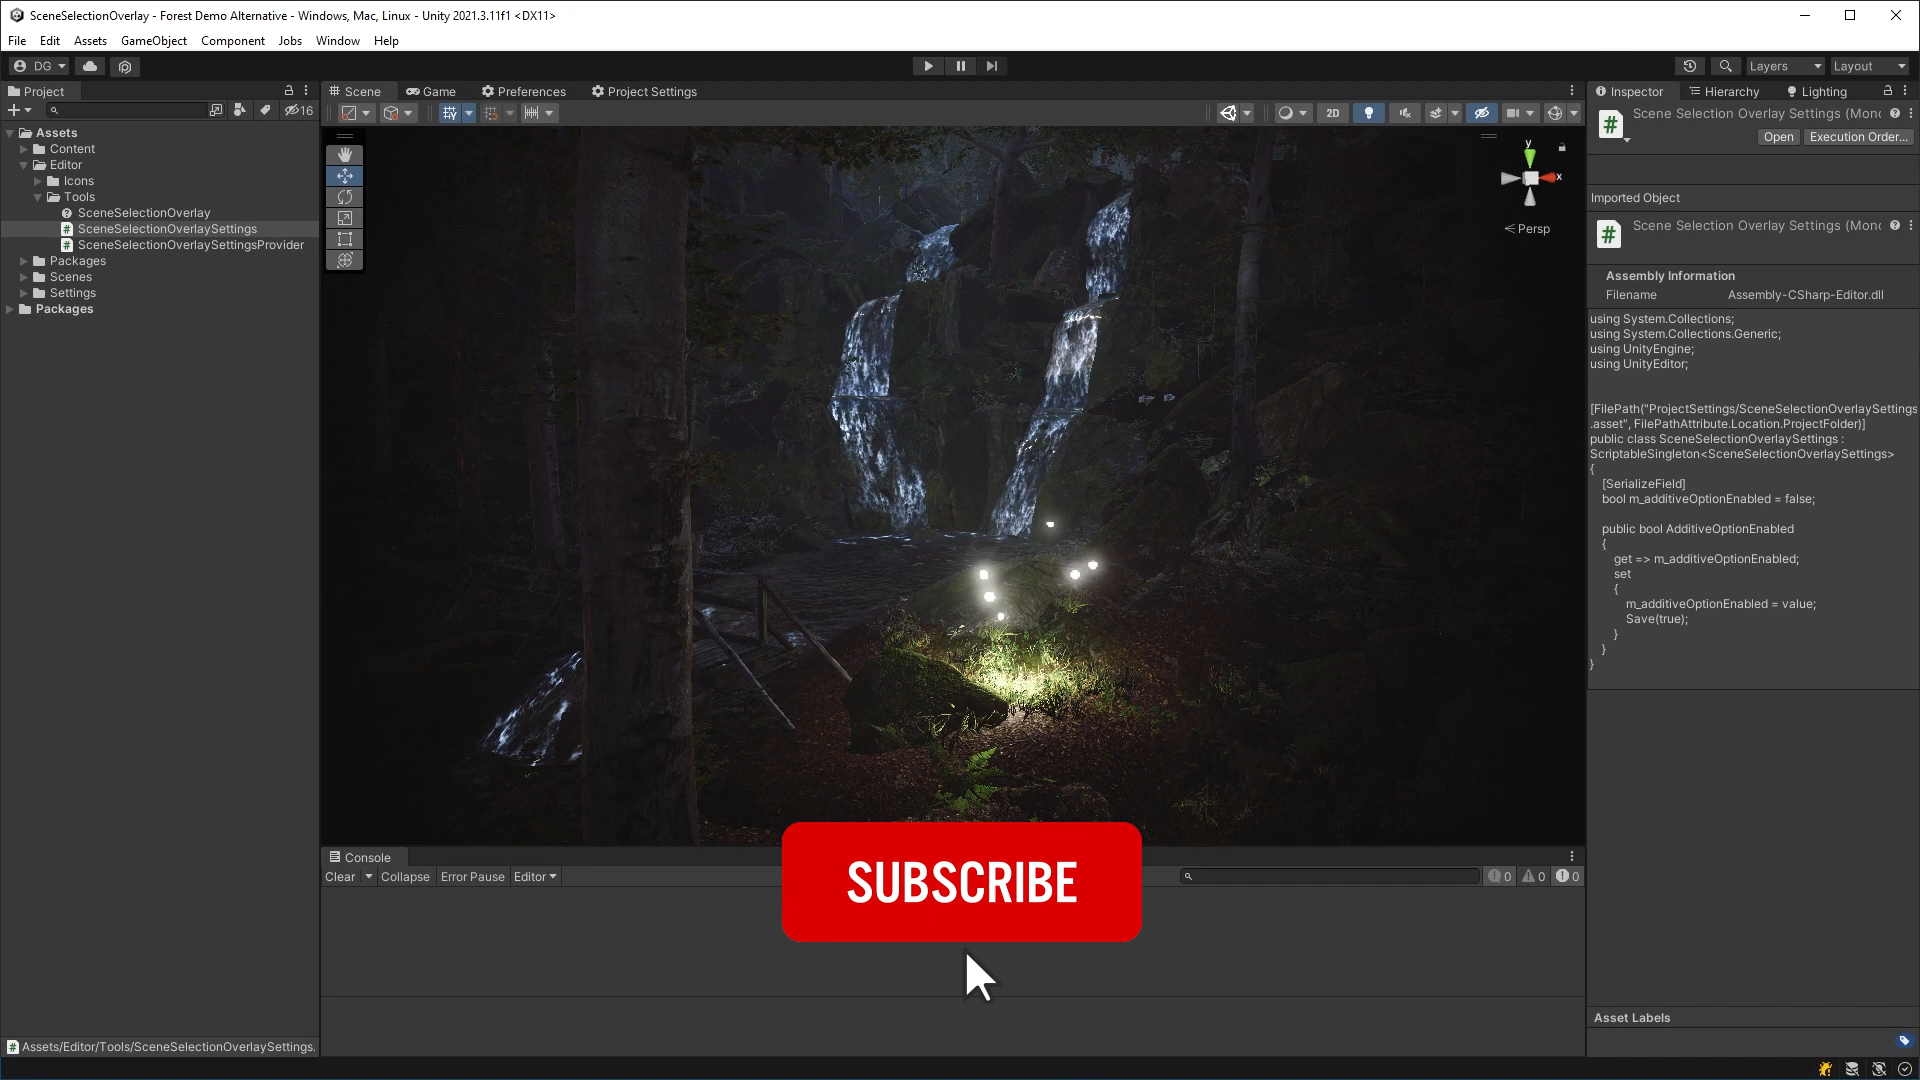 SceneSelectionOverlay - Forest Demo Alternative - Windows, Mac, Linux - Unity 2021.3.11f1 <DX11>
File Edit Assets GameObject Component Jobs Window Help
DG
Layers
Layout
Project
16
Assets
Content
Editor
Icons
Tools
SceneSelectionOverlay
SceneSelectionOverlaySettings
SceneSelectionOverlaySettingsProvider
Packages
Scenes
Settings
Packages
Assets/Editor/Tools/SceneSelectionOverlaySettings.
Scene Game Preferences Project Settings
2D
y
x
Persp
Console
Clear Collapse Error Pause Editor
0 0 0
SUBSCRIBE
Inspector Hierarchy Lighting
Scene Selection Overlay Settings (Mono
Open Execution Order...
Imported Object
Scene Selection Overlay Settings (Mono
Assembly Information
Filename Assembly-CSharp-Editor.dll
using System.Collections;
using System.Collections.Generic;
using UnityEngine;
using UnityEditor;
[FilePath("ProjectSettings/SceneSelectionOverlaySettings
.asset", FilePathAttribute.Location.ProjectFolder)]
public class SceneSelectionOverlaySettings :
ScriptableSingleton<SceneSelectionOverlaySettings>
{
[SerializeField]
bool m_additiveOptionEnabled = false;
public bool AdditiveOptionEnabled
{
get => m_additiveOptionEnabled;
set
{
m_additiveOptionEnabled = value;
Save(true);
}
}
}
Asset Labels